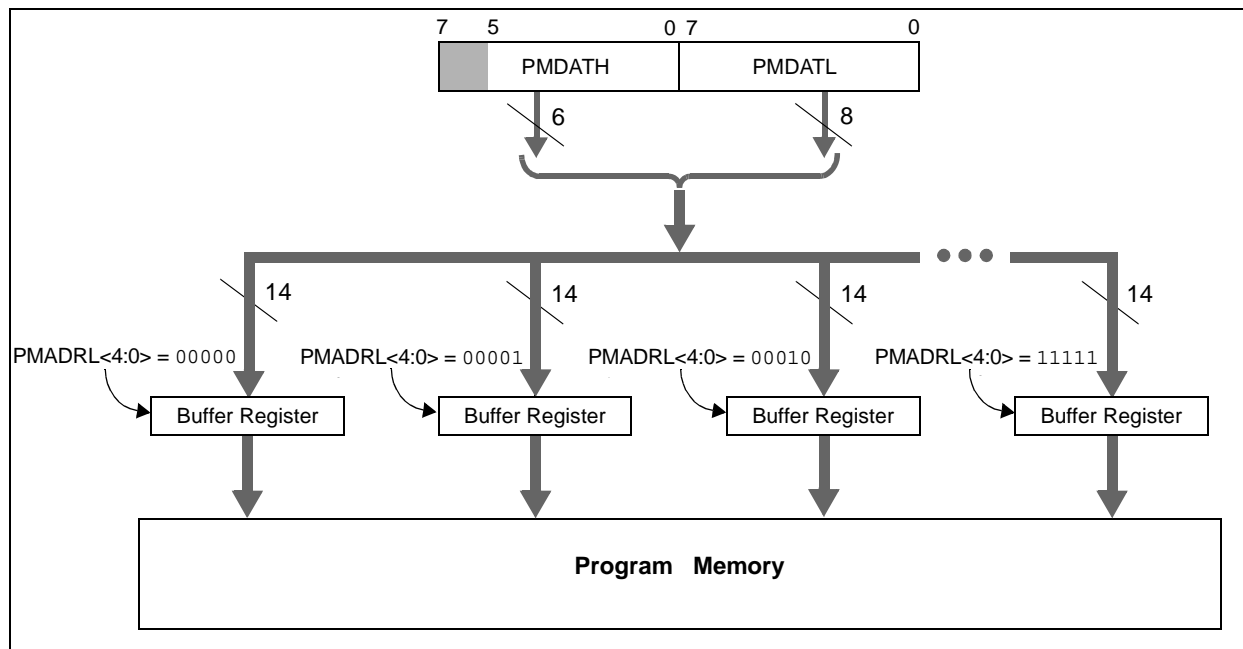 7 5 0 7 0
PMDATH PMDATL
6 8
14 14 14 14
PMADRL<4:0> = 00000 PMADRL<4:0> = 00001 PMADRL<4:0> = 00010 PMADRL<4:0> = 11111
Buffer Register Buffer Register Buffer Register Buffer Register
Program Memory